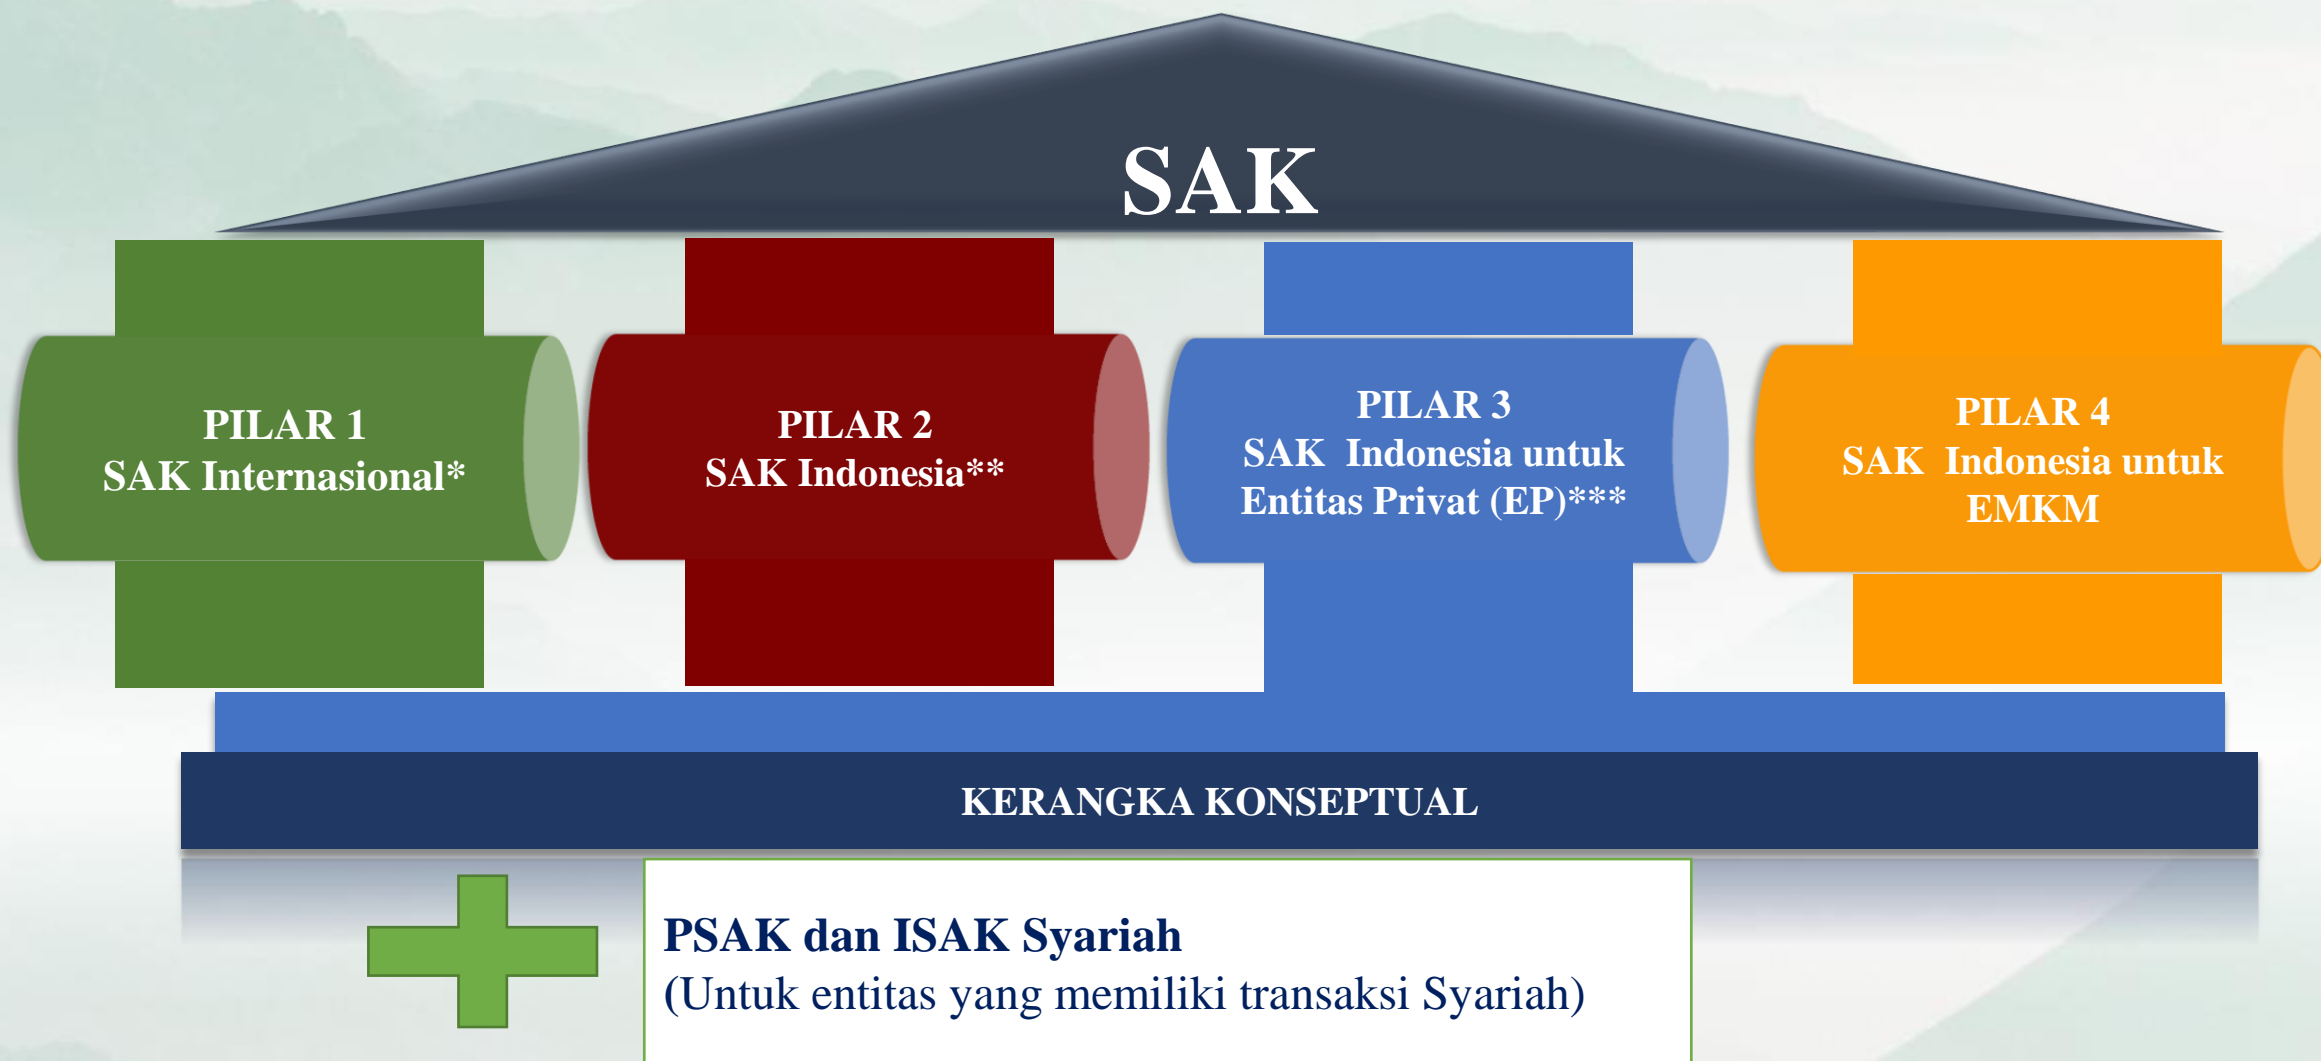 SAK
PILAR 1
SAK Internasional*
PILAR 2
SAK Indonesia**
PILAR 3
SAK Indonesia untuk
Entitas Privat (EP)***
PILAR 4
SAK Indonesia untuk
EMKM
KERANGKA KONSEPTUAL
PSAK dan ISAK Syariah
(Untuk entitas yang memiliki transaksi Syariah)